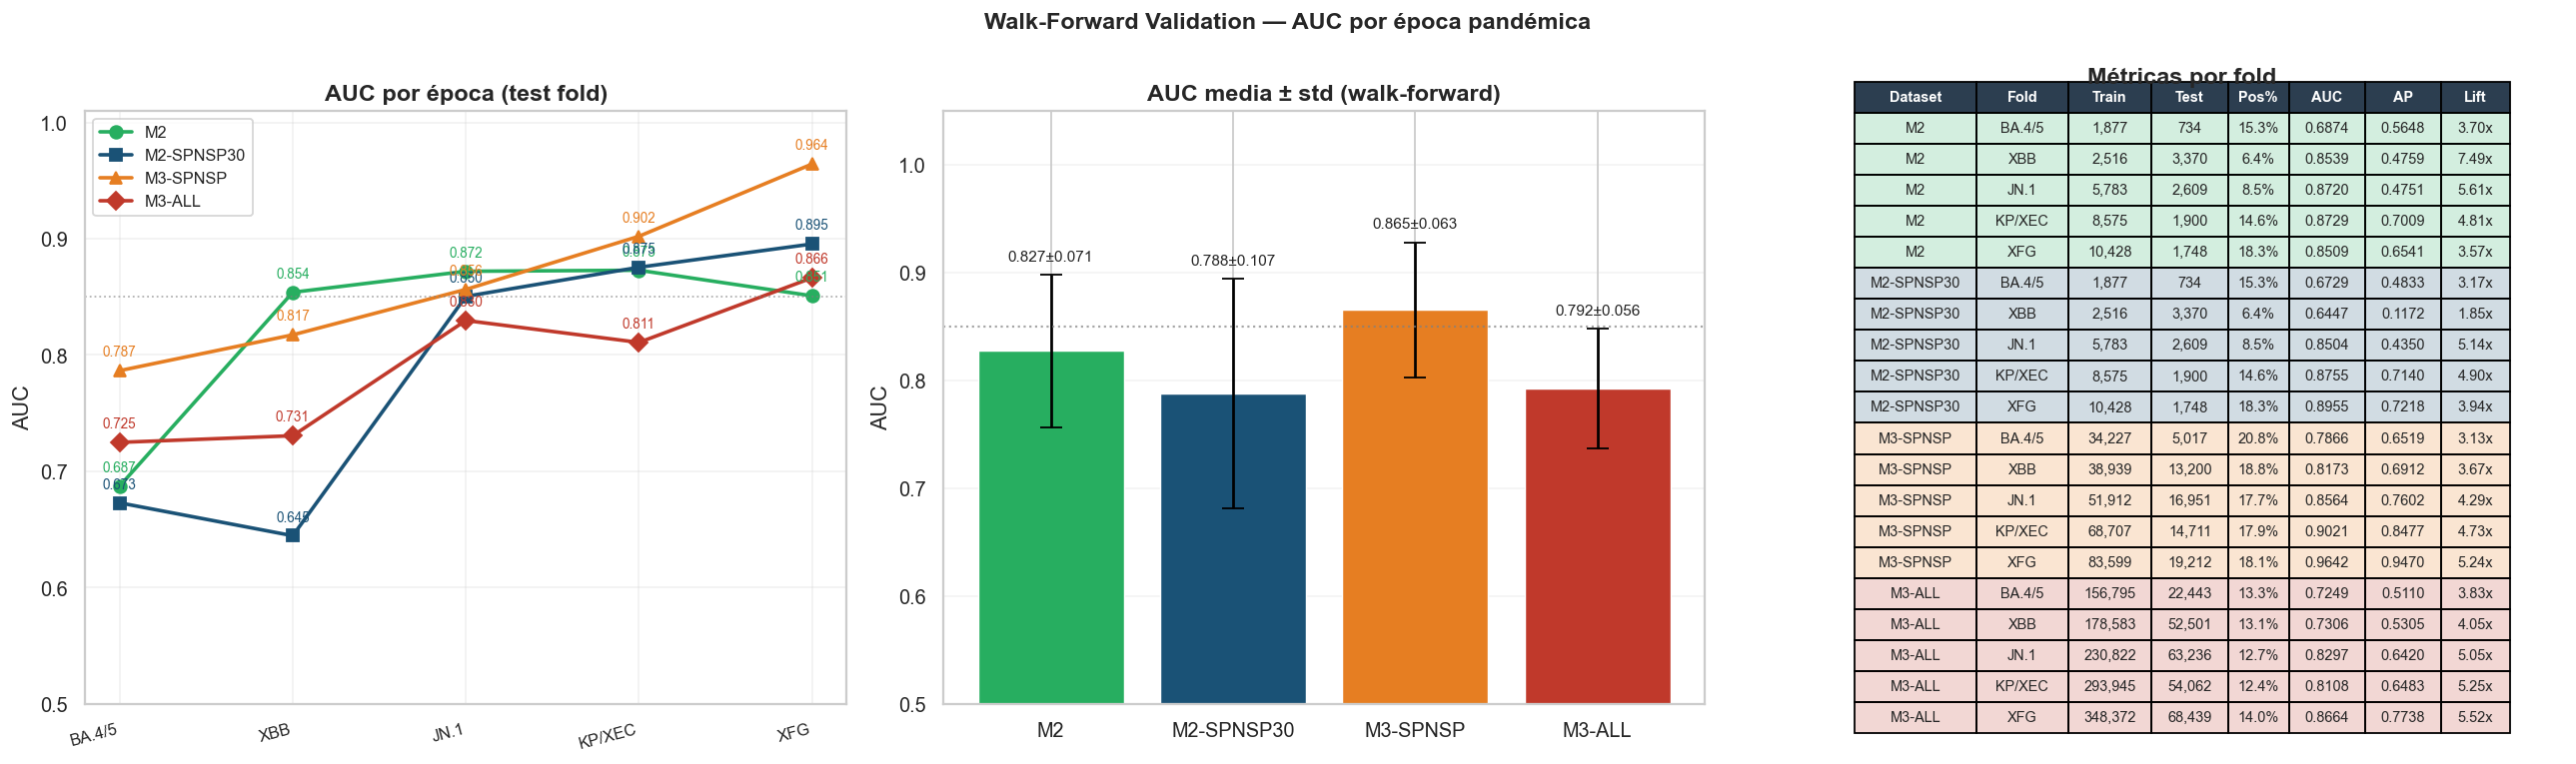 Walk-Forward Validation — AUC por época pandémica
AUC por época (test fold)
M2
M2-SPNSP30
M3-SPNSP
M3-ALL
AUC
1.0
0.9
0.8
0.7
0.6
0.5
0.687
0.854
0.872
0.673
0.645
0.850
0.875
0.895
0.787
0.817
0.856
0.902
0.964
0.725
0.731
0.811
0.866
BA.4/5
XBB
JN.1
KP/XEC
XFG
AUC media ± std (walk-forward)
AUC
1.0
0.9
0.8
0.7
0.6
0.5
0.827±0.071
0.788±0.107
0.865±0.063
0.792±0.056
M2
M2-SPNSP30
M3-SPNSP
M3-ALL
Métricas por fold
Dataset Fold Train Test Pos% AUC AP Lift
M2 BA.4/5 1,877 734 15.3% 0.6874 0.5648 3.70x
M2 XBB 2,516 3,370 6.4% 0.8539 0.4759 7.49x
M2 JN.1 5,783 2,609 8.5% 0.8720 0.4751 5.61x
M2 KP/XEC 8,575 1,900 14.6% 0.8729 0.7009 4.81x
M2 XFG 10,428 1,748 18.3% 0.8509 0.6541 3.57x
M2-SPNSP30 BA.4/5 1,877 734 15.3% 0.6729 0.4833 3.17x
M2-SPNSP30 XBB 2,516 3,370 6.4% 0.6447 0.1172 1.85x
M2-SPNSP30 JN.1 5,783 2,609 8.5% 0.8504 0.4350 5.14x
M2-SPNSP30 KP/XEC 8,575 1,900 14.6% 0.8755 0.7140 4.90x
M2-SPNSP30 XFG 10,428 1,748 18.3% 0.8955 0.7218 3.94x
M3-SPNSP BA.4/5 34,227 5,017 20.8% 0.7866 0.6519 3.13x
M3-SPNSP XBB 38,939 13,200 18.8% 0.8173 0.6912 3.67x
M3-SPNSP JN.1 51,912 16,951 17.7% 0.8564 0.7602 4.29x
M3-SPNSP KP/XEC 68,707 14,711 17.9% 0.9021 0.8477 4.73x
M3-SPNSP XFG 83,599 19,212 18.1% 0.9642 0.9470 5.24x
M3-ALL BA.4/5 156,795 22,443 13.3% 0.7249 0.5110 3.83x
M3-ALL XBB 178,583 52,501 13.1% 0.7306 0.5305 4.05x
M3-ALL JN.1 230,822 63,236 12.7% 0.8297 0.6420 5.05x
M3-ALL KP/XEC 293,945 54,062 12.4% 0.8108 0.6483 5.25x
M3-ALL XFG 348,372 68,439 14.0% 0.8664 0.7738 5.52x